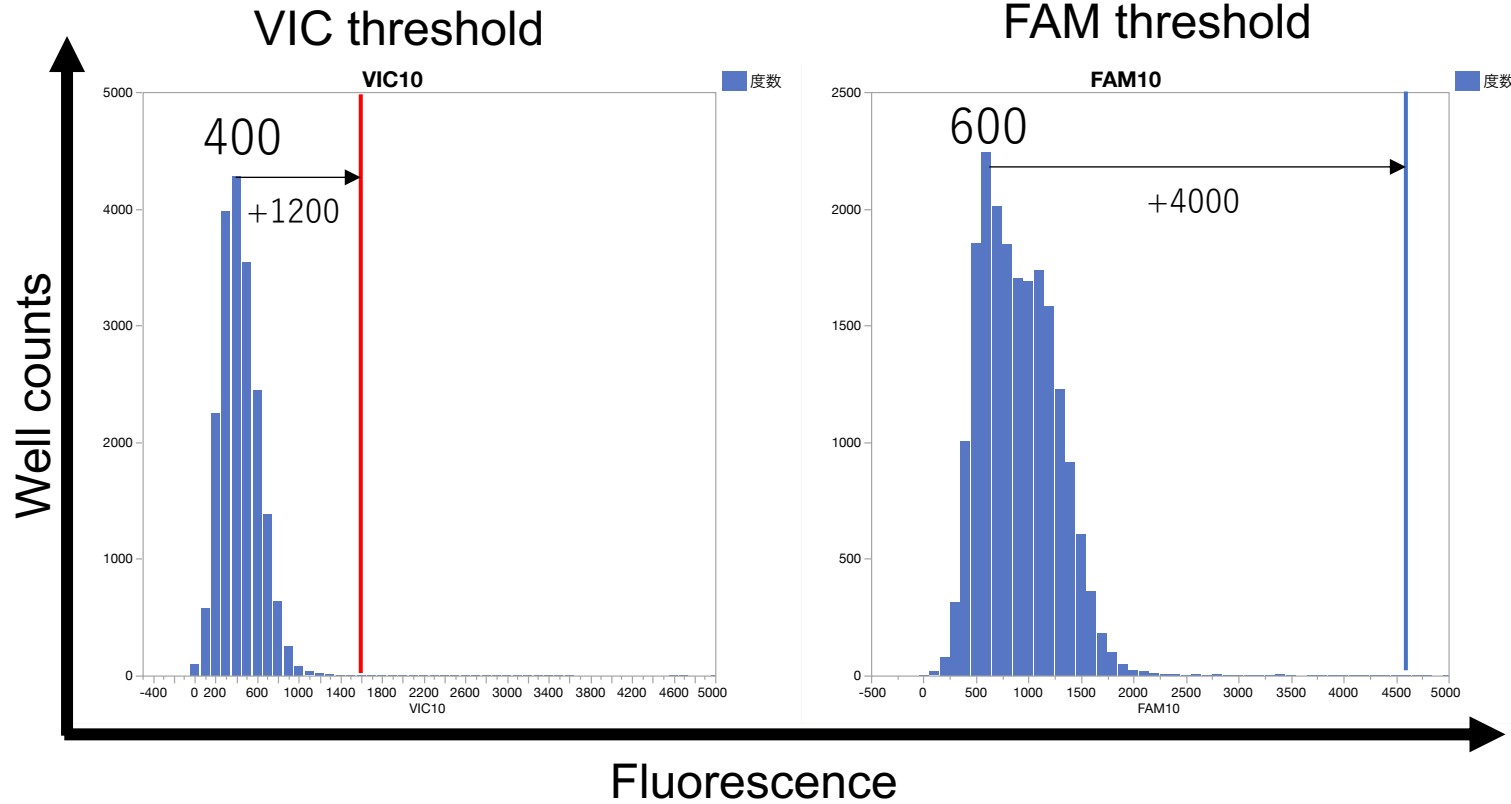 VIC threshold
FAM threshold
VIC10
度数
FAM10
度数
5000
4000
3000
2000
1000
0
400
+1200
-400 0 200 600 1000 1400 1800 2200 2600 3000 3400 3800 4200 4600 5000
VIC10
2500
2000
1500
1000
500
0
600
+4000
-500 0 500 1000 1500 2000 2500 3000 3500 4000 4500 5000
FAM10
Well counts
Fluorescence